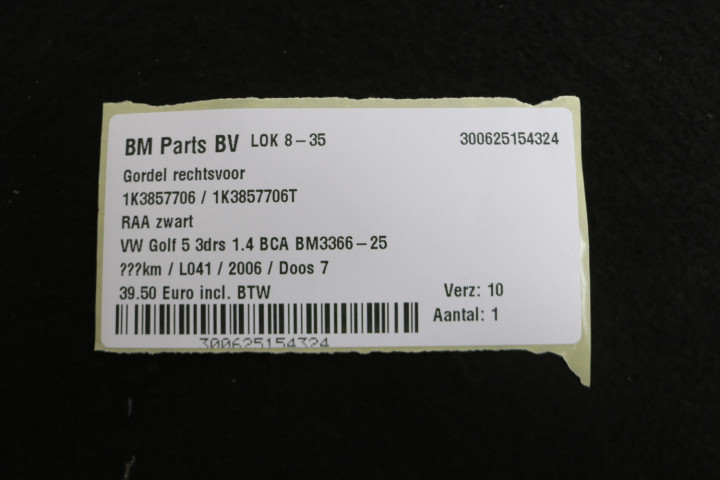 BM Parts BV LOK 8-35 300625154324
Gordel rechtsvoor
1K3857706 / 1K3857706T
RAA zwart
VW Golf 5 3drs 1.4 BCA BM3366-25
???km / L041 / 2006 / Doos 7
39.50 Euro incl. BTW Verz: 10
Aantal: 1
300625154324